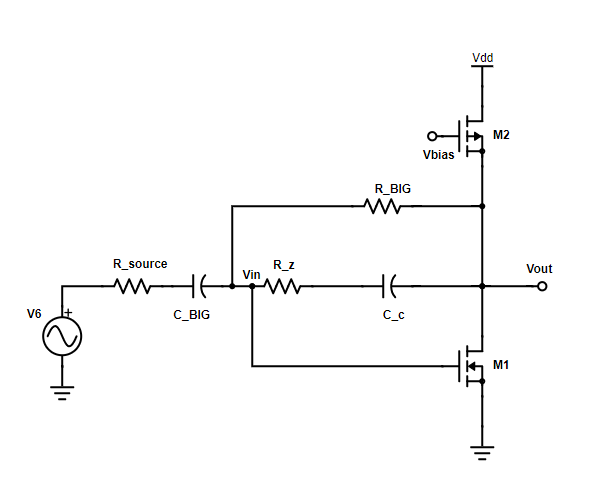 Vdd
M2
Vbias
R_BIG
R_source
Vin
R_z
Vout
V6
+
C_BIG
C_c
M1